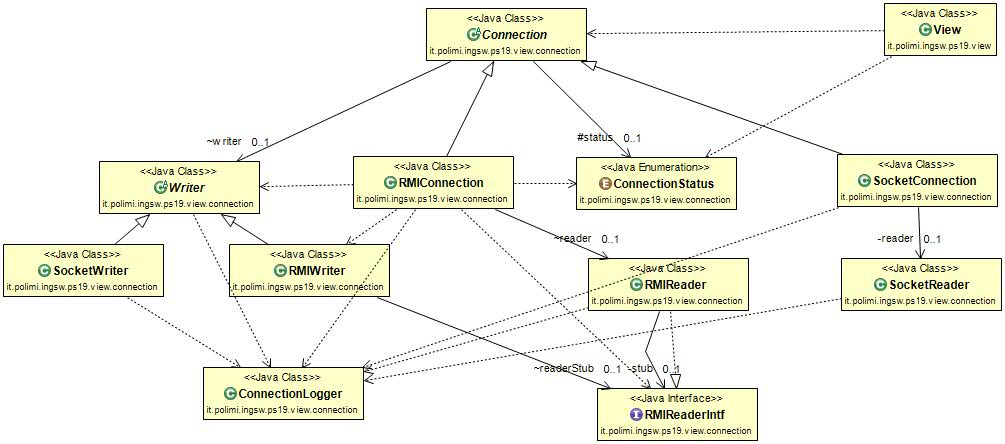 <<Java Class>>
Connection
it.polimi.ingsw.ps19.view.connection
<<Java Class>>
View
it.polimi.ingsw.ps19.view
~writer 0..1
#status 0..1
<<Java Class>>
Writer
it.polimi.ingsw.ps19.view.connection
<<Java Class>>
RMIConnection
it.polimi.ingsw.ps19.view.connection
<<Java Enumeration>>
ConnectionStatus
it.polimi.ingsw.ps19.view.connection
<<Java Class>>
SocketConnection
it.polimi.ingsw.ps19.view.connection
~reader 0..1
-reader 0..1
<<Java Class>>
SocketWriter
it.polimi.ingsw.ps19.view.connection
<<Java Class>>
RMIWriter
it.polimi.ingsw.ps19.view.connection
<<Java Class>>
RMIReader
it.polimi.ingsw.ps19.view.connection
<<Java Class>>
SocketReader
it.polimi.ingsw.ps19.view.connection
~readerStub 0..1
-stub 0..1
<<Java Class>>
ConnectionLogger
it.polimi.ingsw.ps19.view.connection
<<Java Interface>>
RMIReaderIntf
it.polimi.ingsw.ps19.view.connection